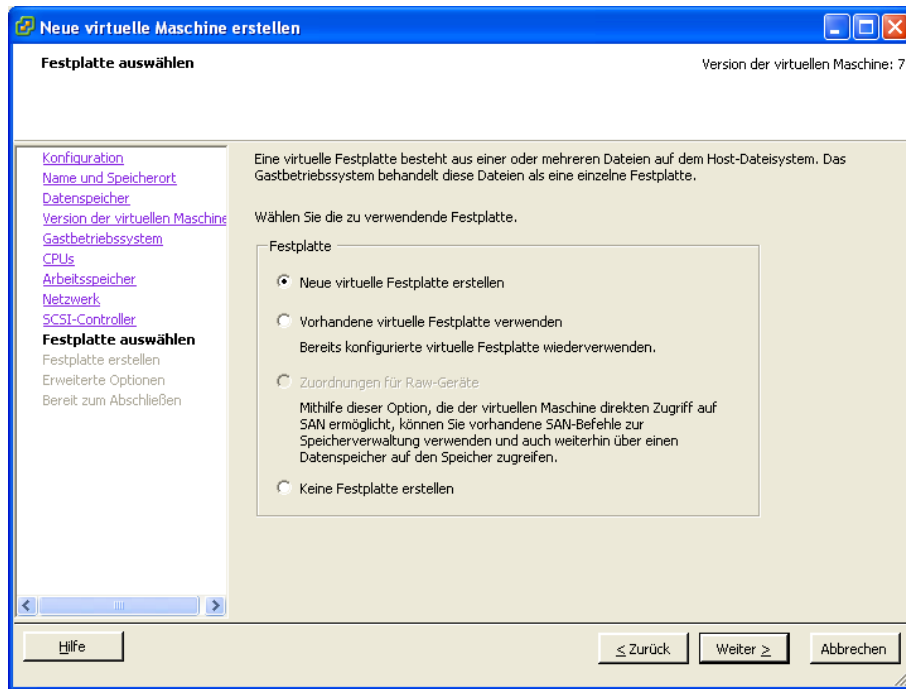 Neue virtuelle Maschine erstellen
Festplatte auswählen
Version der virtuellen Maschine: 7
Konfiguration
Name und Speicherort
Datenspeicher
Version der virtuellen Maschine
Gastbetriebssystem
CPUs
Arbeitsspeicher
Netzwerk
SCSI-Controller
Festplatte auswählen
Festplatte erstellen
Erweiterte Optionen
Bereit zum Abschließen
Eine virtuelle Festplatte besteht aus einer oder mehreren Dateien auf dem Host-Dateisystem. Das
Gastbetriebssystem behandelt diese Dateien als eine einzelne Festplatte.
Wählen Sie die zu verwendende Festplatte.
Festplatte
Neue virtuelle Festplatte erstellen
Vorhandene virtuelle Festplatte verwenden
Bereits konfigurierte virtuelle Festplatte wiederverwenden.
Zuordnungen für Raw-Geräte
Mithilfe dieser Option, die der virtuellen Maschine direkten Zugriff auf
SAN ermöglicht, können Sie vorhandene SAN-Befehle zur
Speicherverwaltung verwenden und auch weiterhin über einen
Datenspeicher auf den Speicher zugreifen.
Keine Festplatte erstellen
Hilfe
< Zurück
Weiter >
Abbrechen